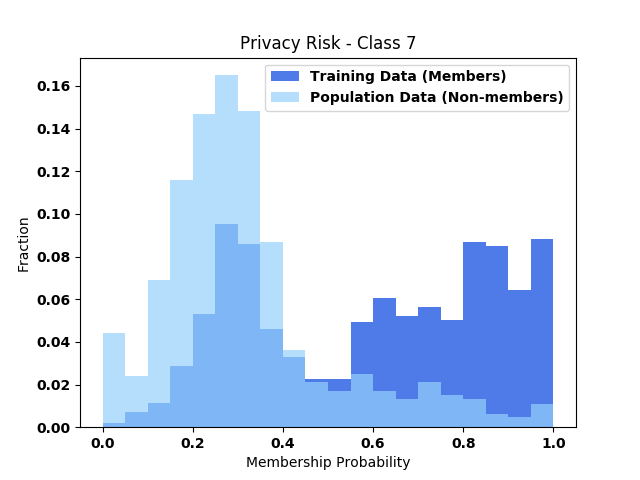 Privacy Risk - Class 7
Training Data (Members)
Population Data (Non-members)
Fraction
0.16
0.14
0.12
0.10
0.08
0.06
0.04
0.02
0.00
0.0 0.2 0.4 0.6 0.8 1.0
Membership Probability